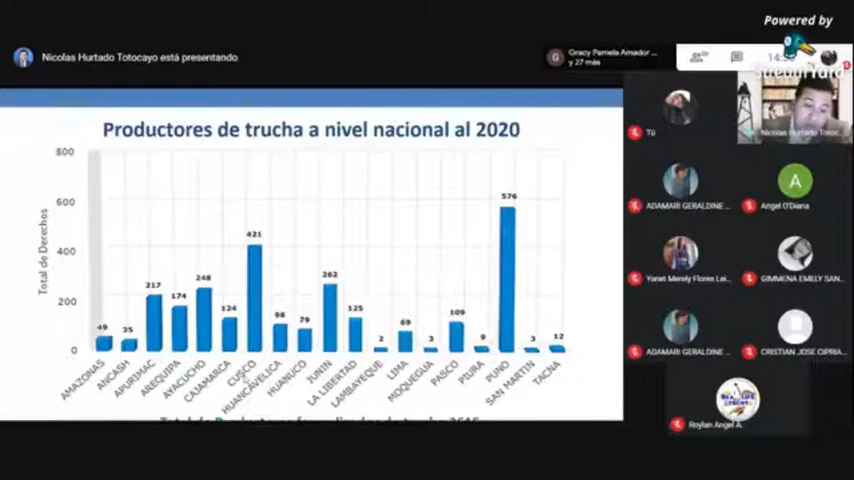 Powered by
StreamYard
Nicolas Hurtado Totocayo está presentando
G
Gracy Pamela Amador ...
y 27 más
Productores de trucha a nivel nacional al 2020
Total de Derechos
800
600
400
200
0
49
35
217
174
248
124
421
98
79
262
125
2
69
3
109
9
576
3
12
AMAZONAS
ANCASH
APURIMAC
AREQUIPA
AYACUCHO
CAJAMARCA
CUSCO
HUANCAVELICA
HUANUCO
JUNIN
LA LIBERTAD
LAMBAYEQUE
LIMA
MOQUEGUA
PASCO
PIURA
PUNO
SAN MARTIN
TACNA
Tú
Nicolas Hurtado Totoc...
ADAMARI GERALDINE ...
A
Angel O'Diana
Yanet Merely Flores Lei...
GIMMENA EMELY SAN...
ADAMARI GERALDINE ...
CRISTIAN JOSE CIPRIA...
Roylan Angel A.